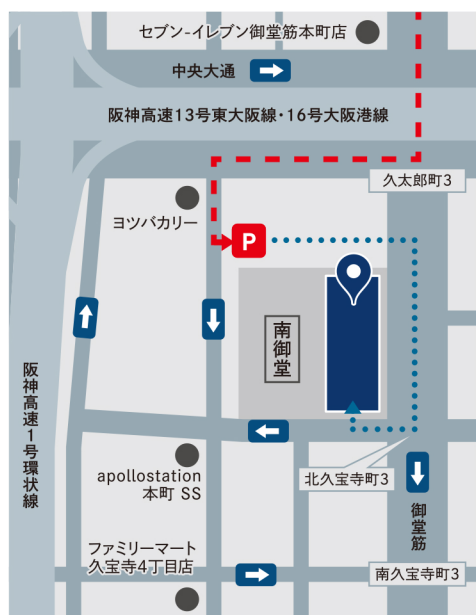 セブン-イレブン御堂筋本町店
中央大通
阪神高速13号東大阪線・16号大阪港線
久太郎町3
ヨツバカリー
P
南御堂
阪神高速1号環状線
apollostation
本町 SS
北久宝寺町3
御堂筋
ファミリーマート
久宝寺4丁目店
南久宝寺町3